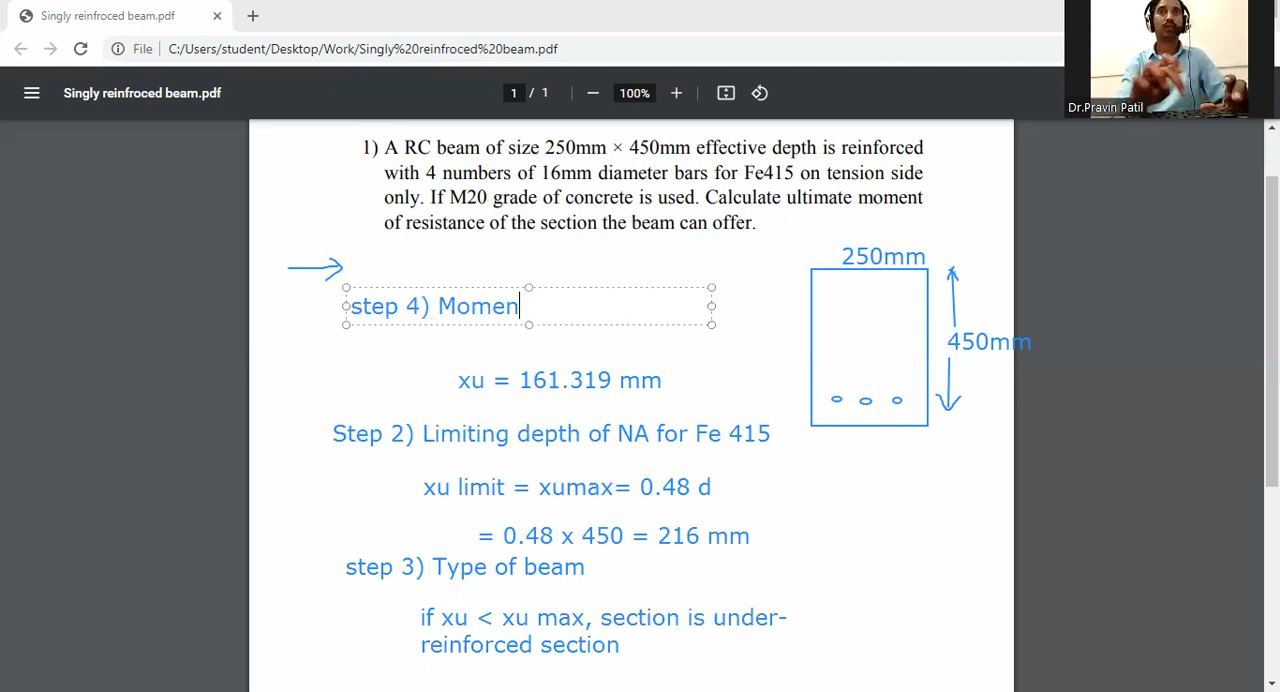 Singly reinfroced beam.pdf
File
C:/Users/student/Desktop/Work/Singly%20reinfroced%20beam.pdf
Singly reinfroced beam.pdf
1 / 1
100%
Dr.Pravin Patil
1) A RC beam of size 250mm × 450mm effective depth is reinforced
with 4 numbers of 16mm diameter bars for Fe415 on tension side
only. If M20 grade of concrete is used. Calculate ultimate moment
of resistance of the section the beam can offer.
250mm
step 4) Momen
450mm
xu = 161.319 mm
Step 2) Limiting depth of NA for Fe 415
xu limit = xumax= 0.48 d
= 0.48 x 450 = 216 mm
step 3) Type of beam
if xu < xu max, section is under-
reinforced section